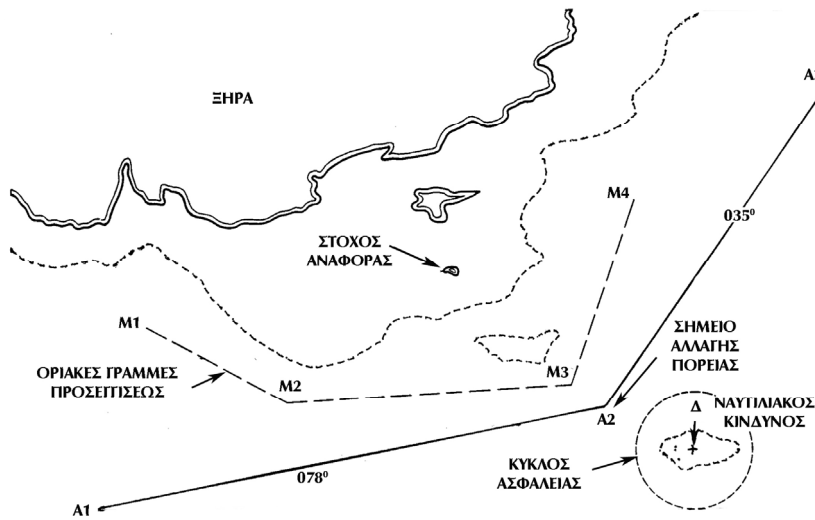 ΞΗΡΑ
A
M4
035⁰
ΣΤΟΧΟΣ
ΑΝΑΦΟΡΑΣ
M1
ΣΗΜΕΙΟ
ΑΛΛΑΓΗΣ
ΠΟΡΕΙΑΣ
ΟΡΙΑΚΕΣ ΓΡΑΜΜΕΣ
ΠΡΟΣΕΓΓΙΣΕΩΣ
M2
M3
A2
Δ
ΝΑΥΤΙΛΙΑΚΟΣ
ΚΙΝΔΥΝΟΣ
ΚΥΚΛΟΣ
ΑΣΦΑΛΕΙΑΣ
078⁰
A1